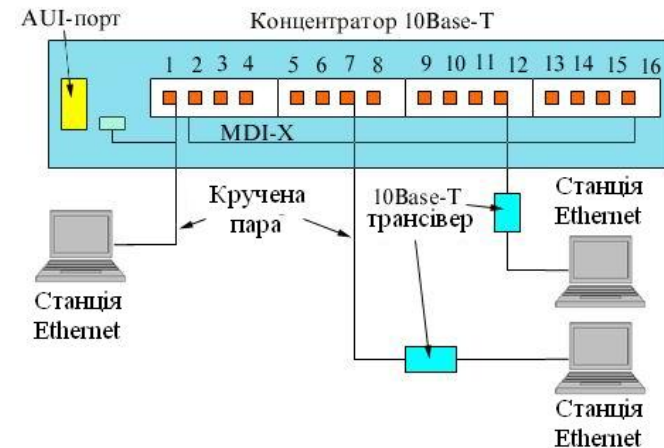 AUI-порт
Концентратор 10Base-T
1 2 3 4 5 6 7 8 9 10 11 12 13 14 15 16
MDI-X
Кручена
пара
10Base-T
трансівер
Станція
Ethernet
Станція
Ethernet
Станція
Ethernet